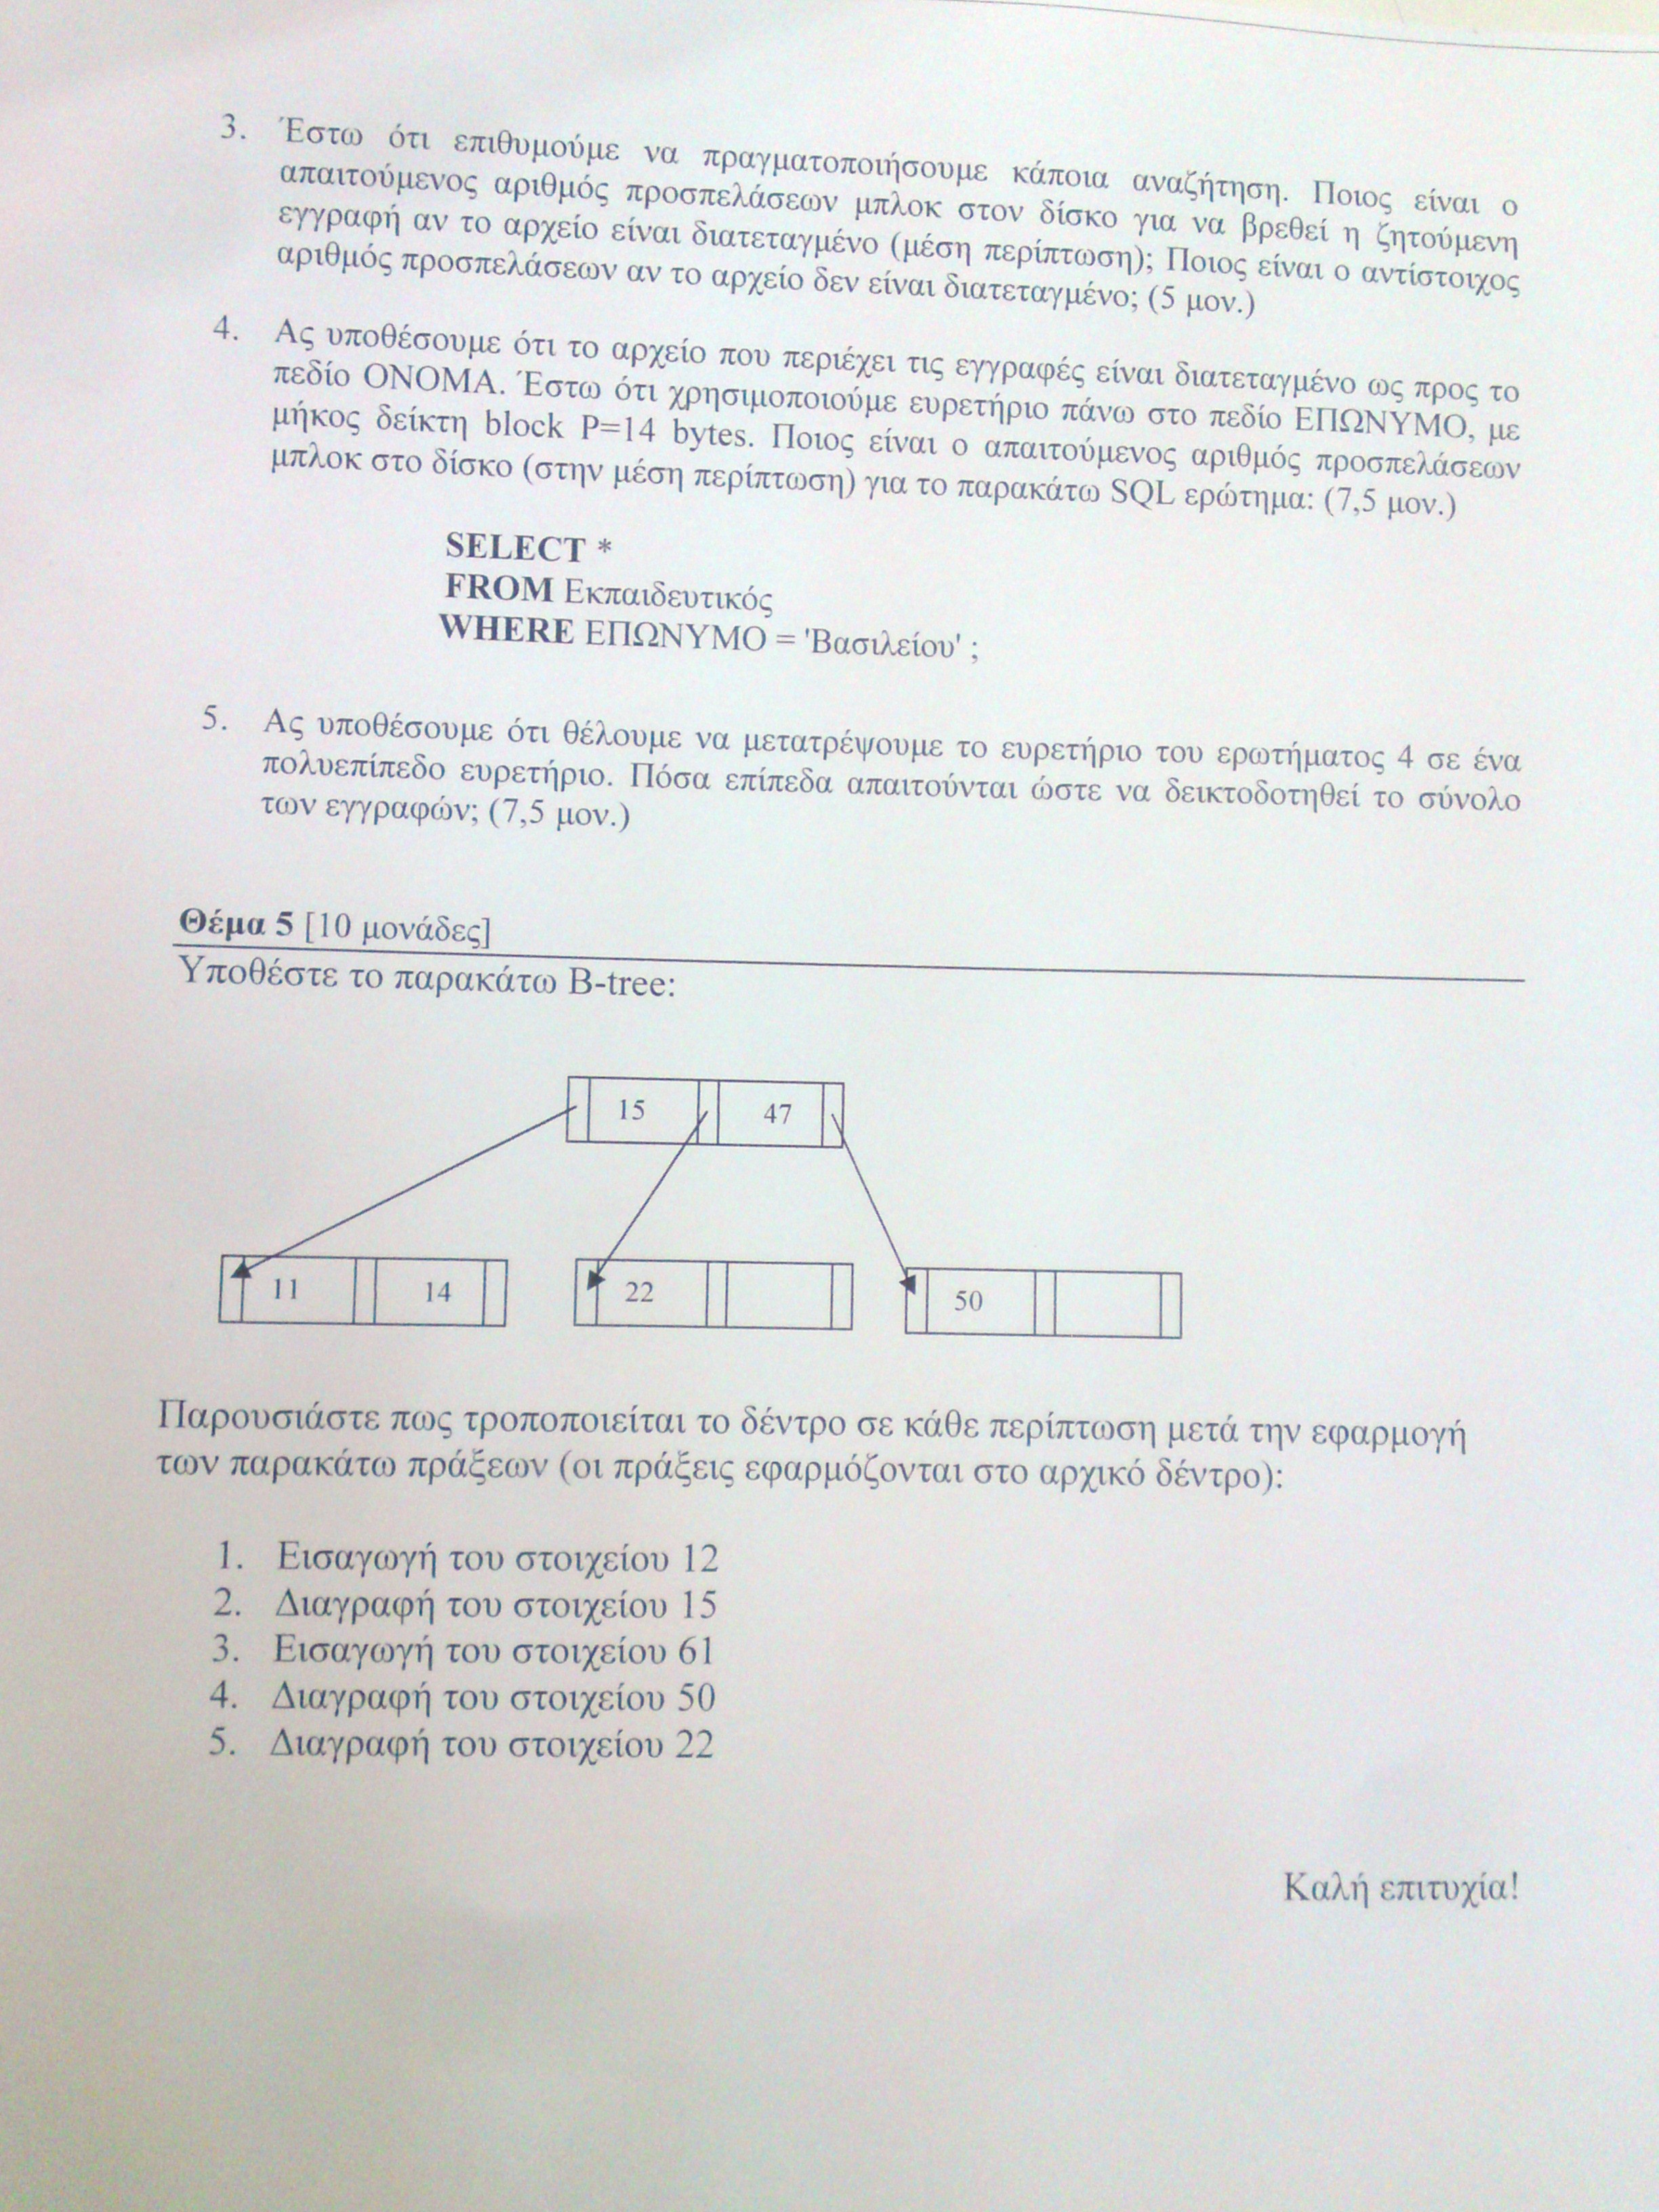 3. Έστω ότι επιθυμούμε να πραγματοποιήσουμε κάποια αναζήτηση. Ποιος είναι ο
απαιτούμενος αριθμός προσπελάσεων μπλοκ στον δίσκο για να βρεθεί η ζητούμενη
εγγραφή αν το αρχείο είναι διατεταγμένο (μέση περίπτωση); Ποιος είναι ο αντίστοιχος
αριθμός προσπελάσεων αν το αρχείο δεν είναι διατεταγμένο; (5 μον.)
4. Ας υποθέσουμε ότι το αρχείο που περιέχει τις εγγραφές είναι διατεταγμένο ως προς το
πεδίο ΟΝΟΜΑ. Έστω ότι χρησιμοποιούμε ευρετήριο πάνω στο πεδίο ΕΠΩΝΥΜΟ, με
μήκος δείκτη block P=14 bytes. Ποιος είναι ο απαιτούμενος αριθμός προσπελάσεων
μπλοκ στο δίσκο (στην μέση περίπτωση) για το παρακάτω SQL ερώτημα: (7,5 μον.)
SELECT *
FROM Εκπαιδευτικός
WHERE ΕΠΩΝΥΜΟ = 'Βασιλείου' ;
5. Ας υποθέσουμε ότι θέλουμε να μετατρέψουμε το ευρετήριο του ερωτήματος 4 σε ένα
πολυεπίπεδο ευρετήριο. Πόσα επίπεδα απαιτούνται ώστε να δεικτοδοτηθεί το σύνολο
των εγγραφών; (7,5 μον.)
Θέμα 5 [10 μονάδες]
Υποθέστε το παρακάτω B-tree:
15 47
11 14 22 50
Παρουσιάστε πως τροποποιείται το δέντρο σε κάθε περίπτωση μετά την εφαρμογή
των παρακάτω πράξεων (οι πράξεις εφαρμόζονται στο αρχικό δέντρο):
1. Εισαγωγή του στοιχείου 12
2. Διαγραφή του στοιχείου 15
3. Εισαγωγή του στοιχείου 61
4. Διαγραφή του στοιχείου 50
5. Διαγραφή του στοιχείου 22
Καλή επιτυχία!